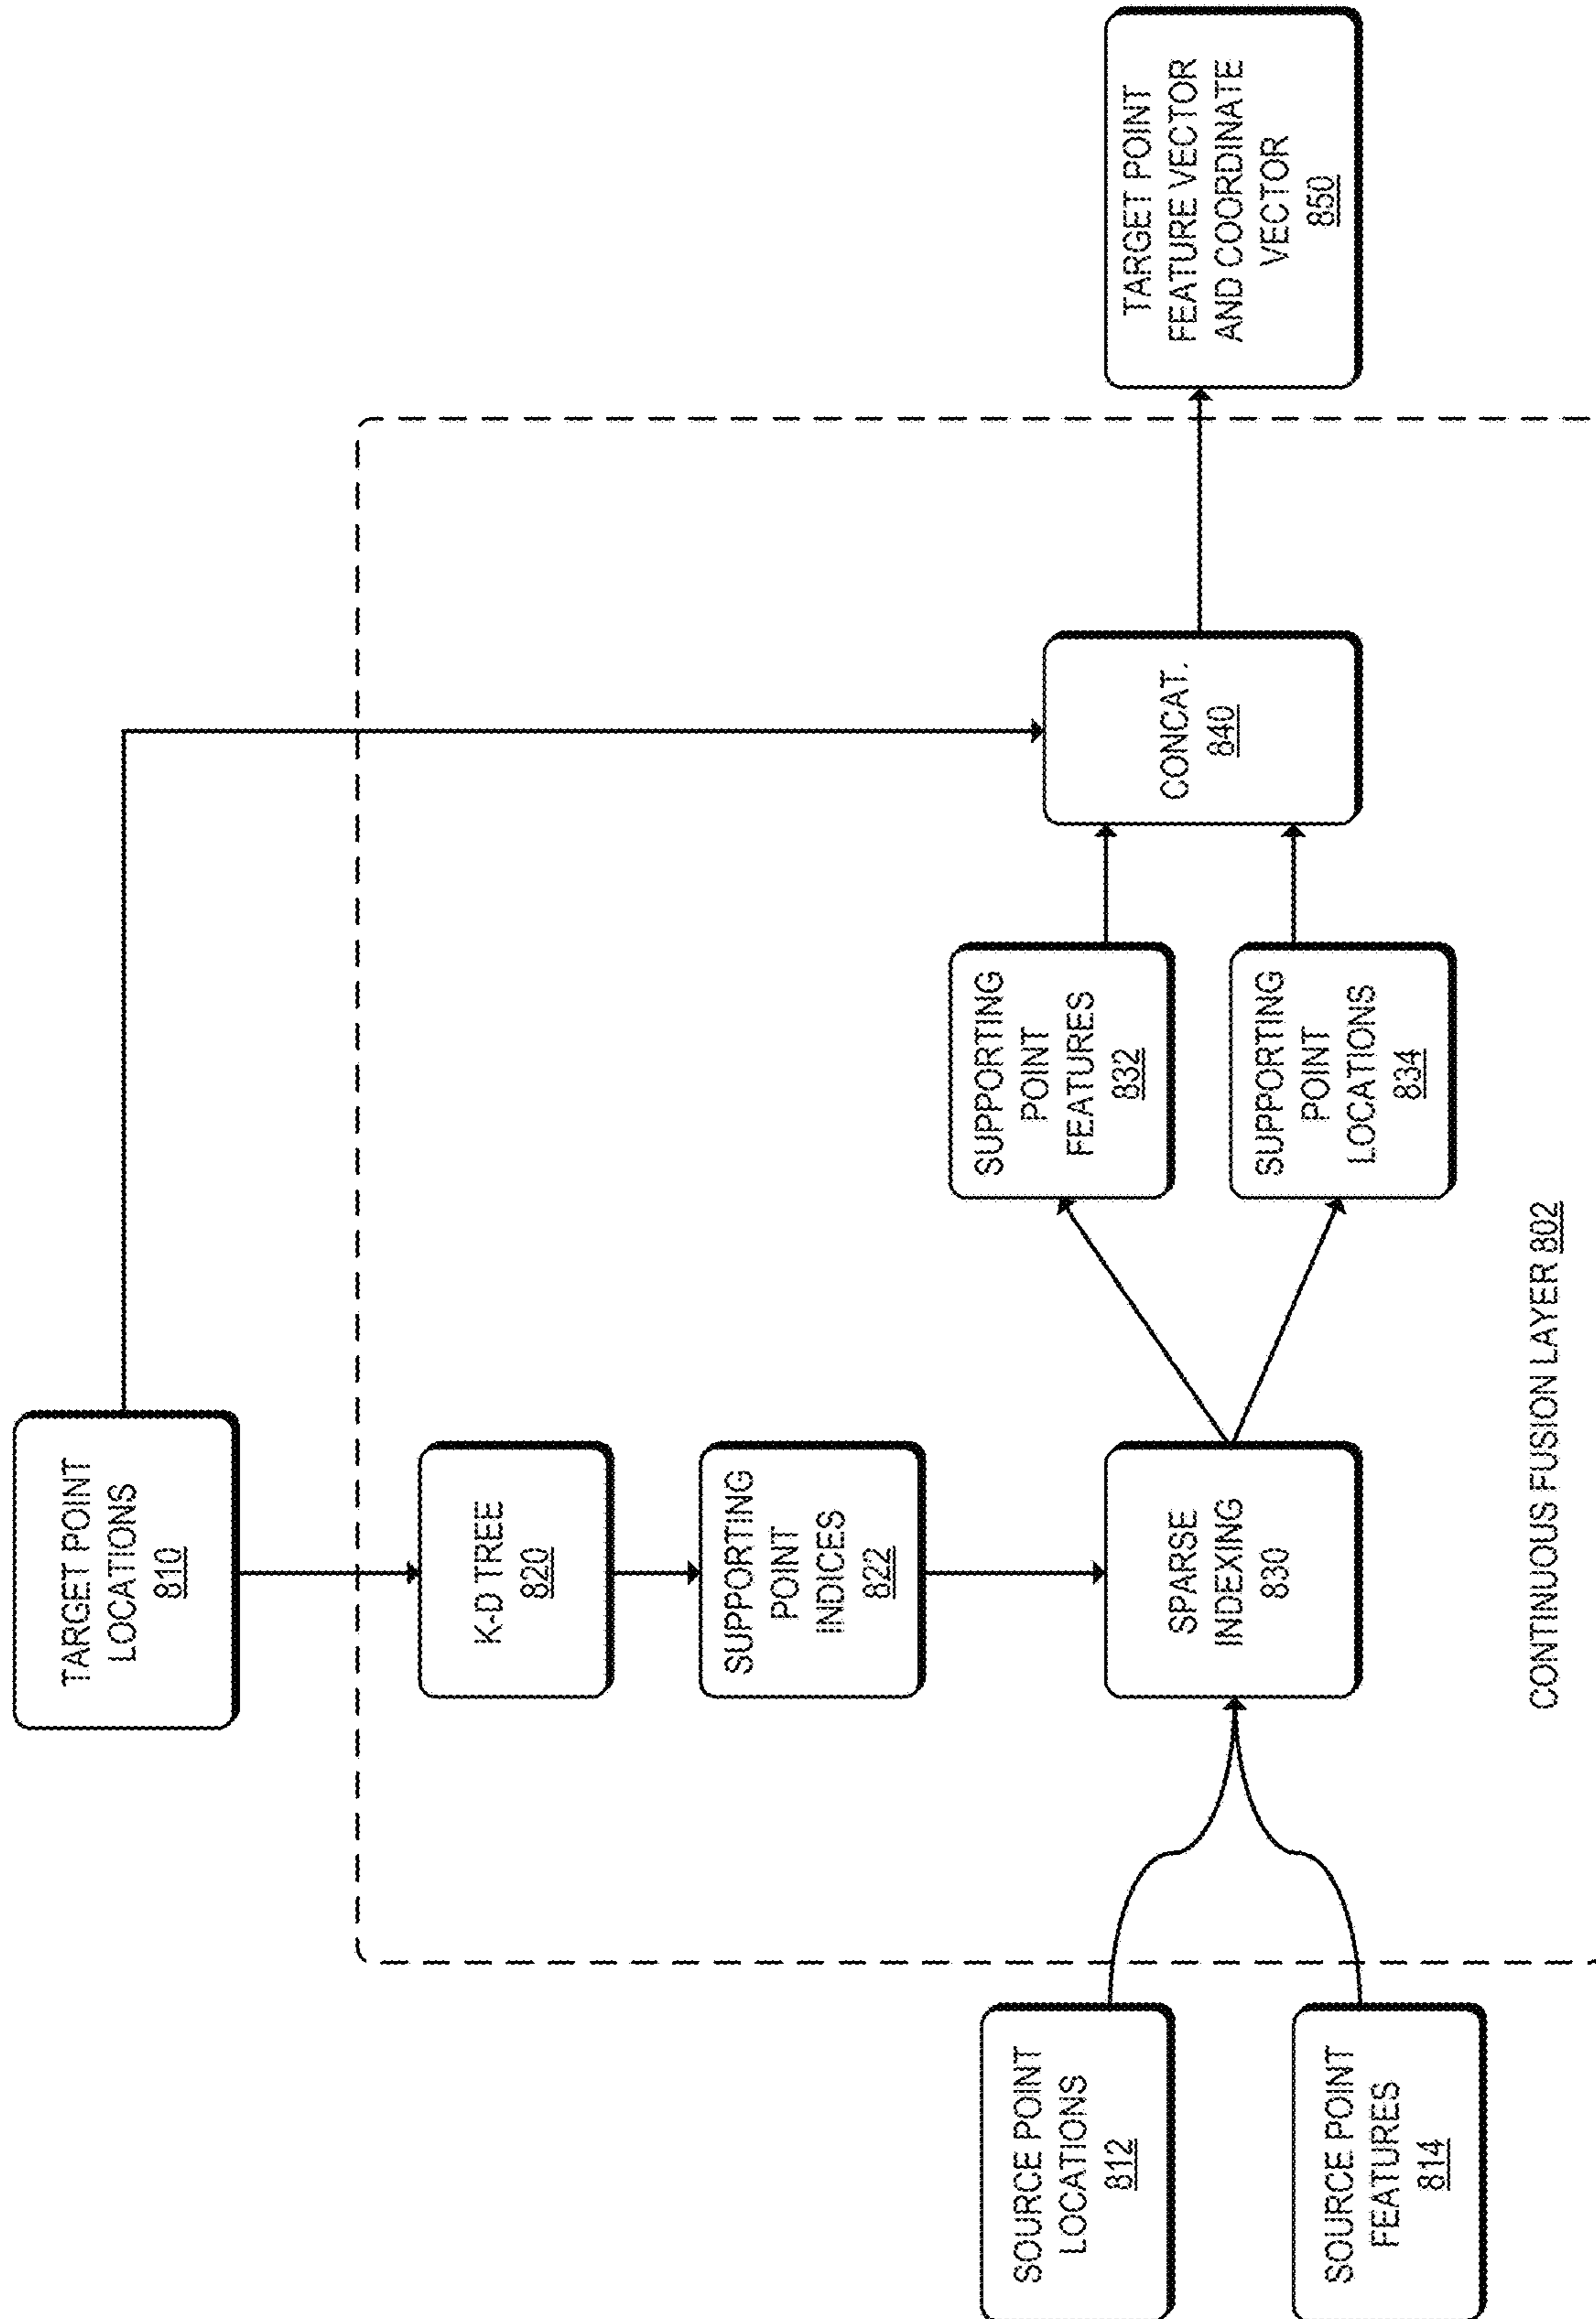 TARGET POINT
LOCATIONS
810
K-D TREE
820
SUPPORTING
POINT
INDICES
822
SOURCE POINT
LOCATIONS
812
SOURCE POINT
FEATURES
814
SPARSE
INDEXING
830
SUPPORTING
POINT
FEATURES
832
SUPPORTING
POINT
LOCATIONS
834
CONCAT.
840
TARGET POINT
FEATURE VECTOR
AND COORDINATE
VECTOR
850
CONTINUOUS FUSION LAYER 802